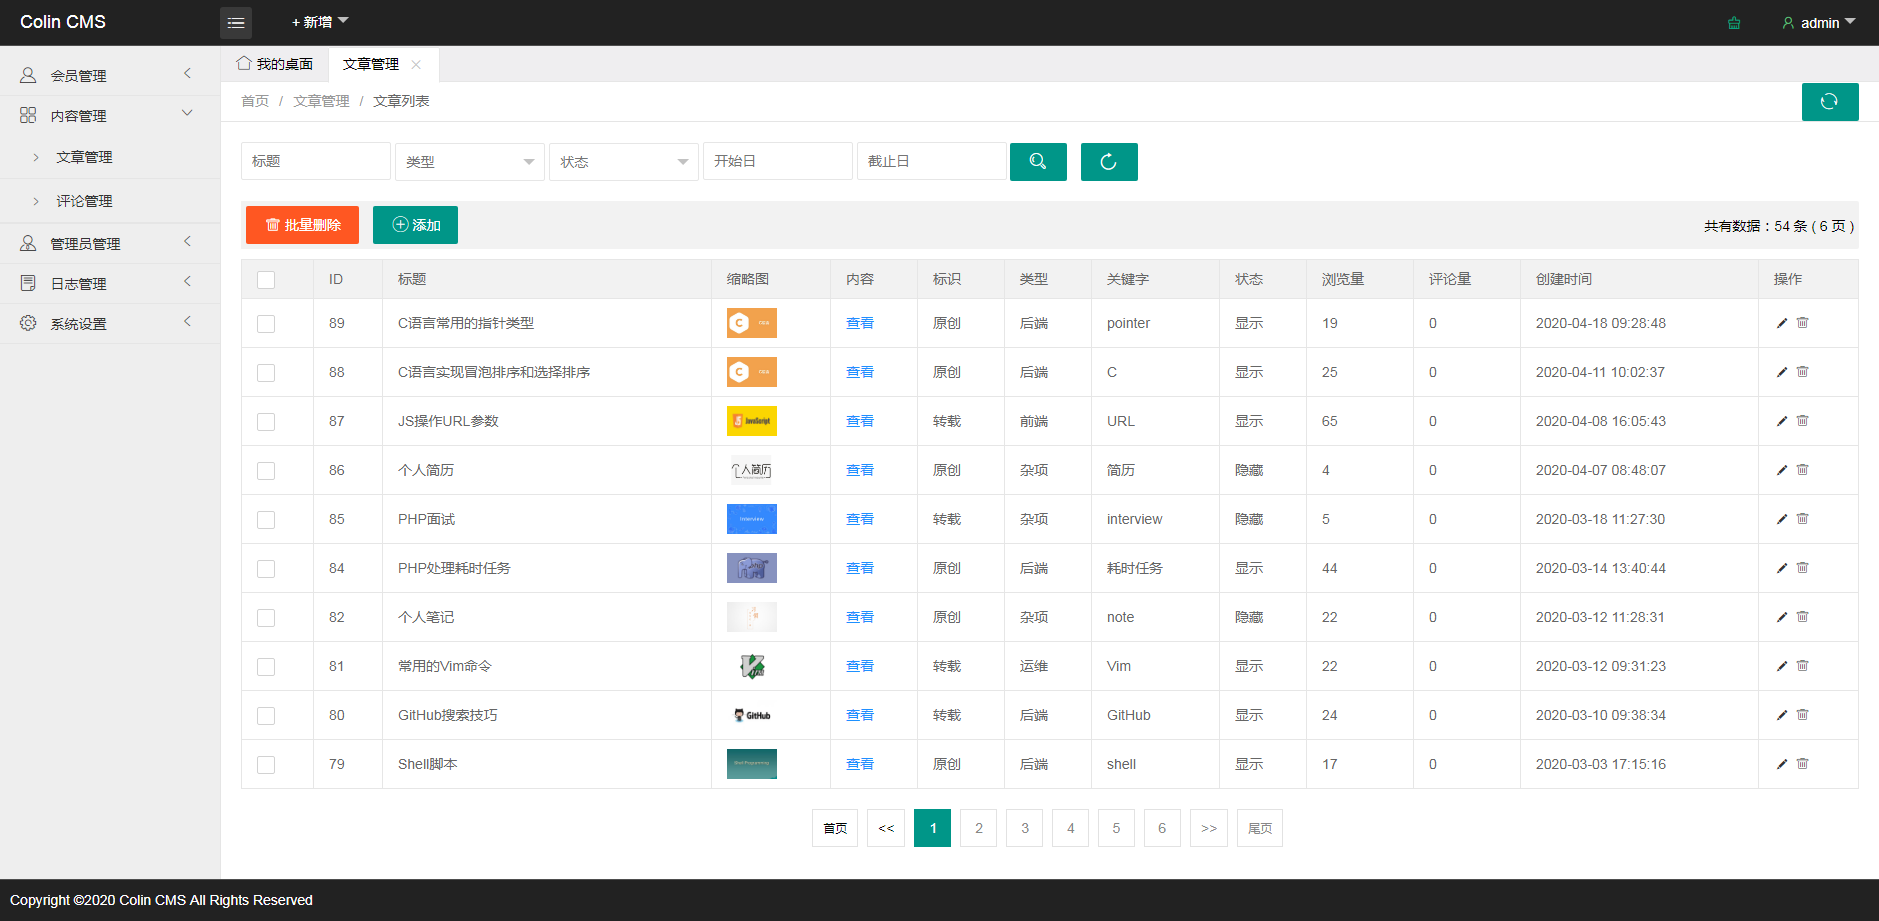 Colin CMS
+ 新增
admin
会员管理
内容管理
文章管理
评论管理
管理员管理
日志管理
系统设置
我的桌面 文章管理
首页 / 文章管理 / 文章列表
标题 类型 状态 开始日 截止日
批量删除 添加 共有数据：54 条 ( 6 页 )
ID 标题 缩略图 内容 标识 类型 关键字 状态 浏览量 评论量 创建时间 操作
89 C语言常用的指针类型 C 查看 原创 后端 pointer 显示 19 0 2020-04-18 09:28:48
88 C语言实现冒泡排序和选择排序 C 查看 原创 后端 C 显示 25 0 2020-04-11 10:02:37
87 JS操作URL参数 JavaScript 查看 转载 前端 URL 显示 65 0 2020-04-08 16:05:43
86 个人简历 个人简历 查看 原创 杂项 简历 隐藏 4 0 2020-04-07 08:48:07
85 PHP面试 Interview 查看 转载 杂项 interview 隐藏 5 0 2020-03-18 11:27:30
84 PHP处理耗时任务 查看 原创 后端 耗时任务 显示 44 0 2020-03-14 13:40:44
82 个人笔记 查看 原创 杂项 note 隐藏 22 0 2020-03-12 11:28:31
81 常用的Vim命令 查看 转载 运维 Vim 显示 22 0 2020-03-12 09:31:23
80 GitHub搜索技巧 GitHub 查看 转载 后端 GitHub 显示 24 0 2020-03-10 09:38:34
79 Shell脚本 Shell Programming 查看 原创 后端 shell 显示 17 0 2020-03-03 17:15:16
首页 << 1 2 3 4 5 6 >> 尾页
Copyright ©2020 Colin CMS All Rights Reserved